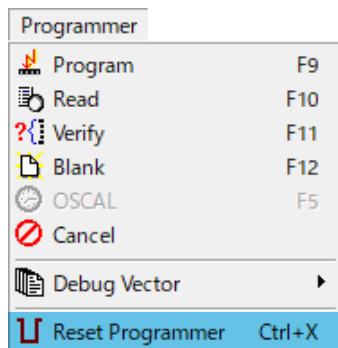 Programmer
Program F9
Read F10
Verify F11
Blank F12
OSCAL F5
Cancel
Debug Vector
Reset Programmer Ctrl+X